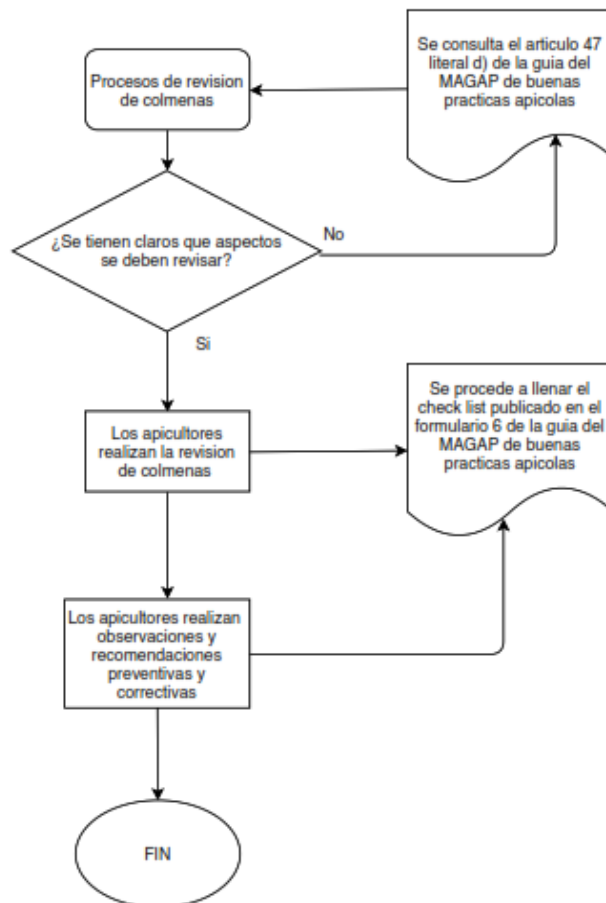 Procesos de revision
de colmenas
Se consulta el articulo 47
literal d) de la guia del
MAGAP de buenas
practicas apicolas
¿Se tienen claros que aspectos
se deben revisar?
No
Si
Los apicultores
realizan la revision
de colmenas
Se procede a llenar el
check list publicado en el
formulario 6 de la guia del
MAGAP de buenas
practicas apicolas
Los apicultores realizan
observaciones y
recomendaciones
preventivas y
correctivas
FIN